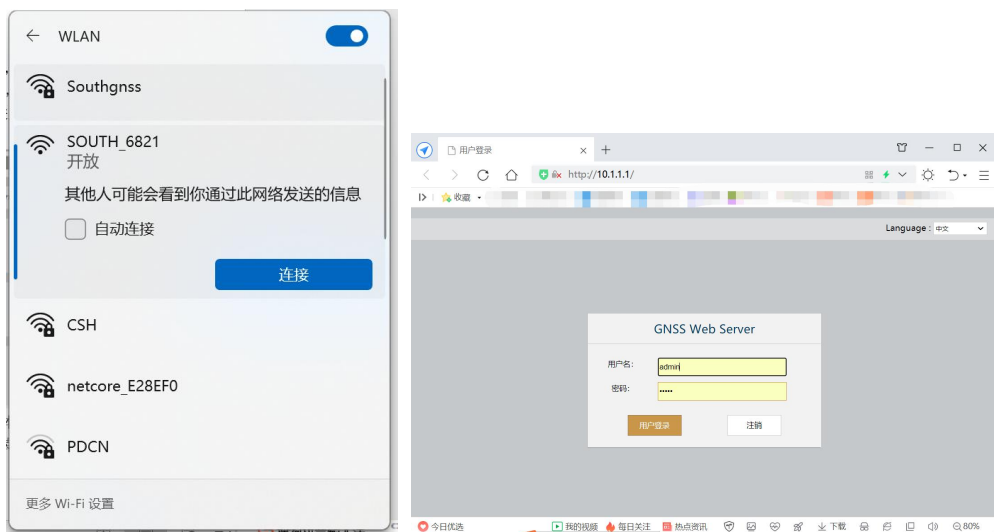 WLAN
Southgnss
SOUTH_6821
开放
其他人可能会看到你通过此网络发送的信息
自动连接
连接
CSH
netcore_E28EF0
PDCN
更多 Wi-Fi 设置
用户登录
http://10.1.1.1/
收藏
Language : 中文
GNSS Web Server
用户名:
admin
密码:
•••••
用户登录
注销
今日优选
我的视频
每日关注
热点资讯
下载
80%